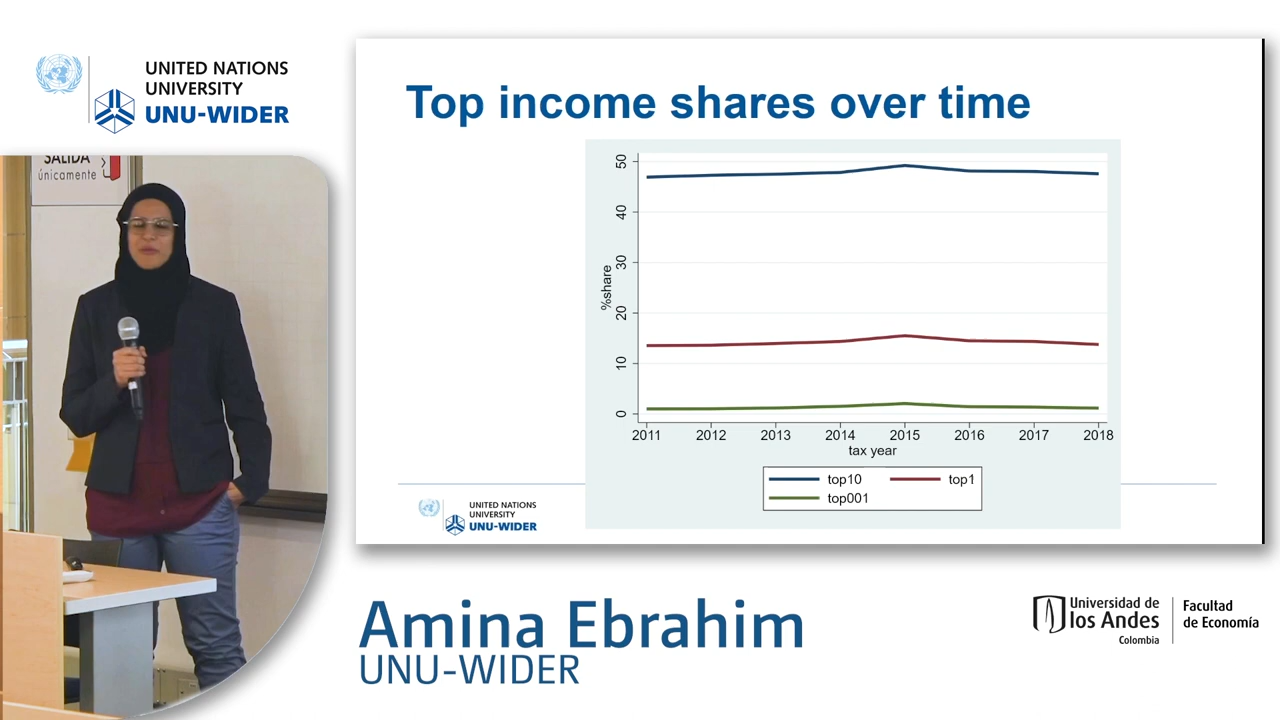 UNITED NATIONS
UNIVERSITY
UNU-WIDER
SALIDA
únicamente
Top income shares over time
%share
50
40
30
20
10
0
2011 2012 2013 2014 2015 2016 2017 2018
tax year
top10 top1
top001
UNITED NATIONS
UNIVERSITY
UNU-WIDER
Amina Ebrahim
UNU-WIDER
Universidad de
los Andes
Colombia
Facultad
de Economía